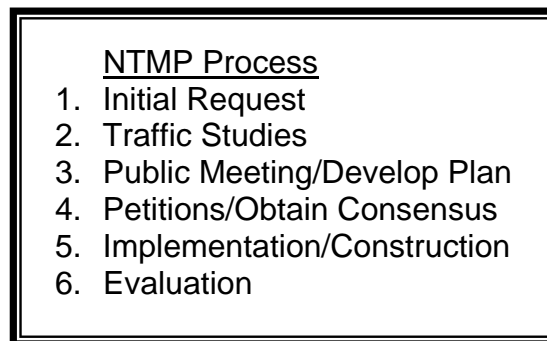 NTMP Process
1. Initial Request
2. Traffic Studies
3. Public Meeting/Develop Plan
4. Petitions/Obtain Consensus
5. Implementation/Construction
6. Evaluation